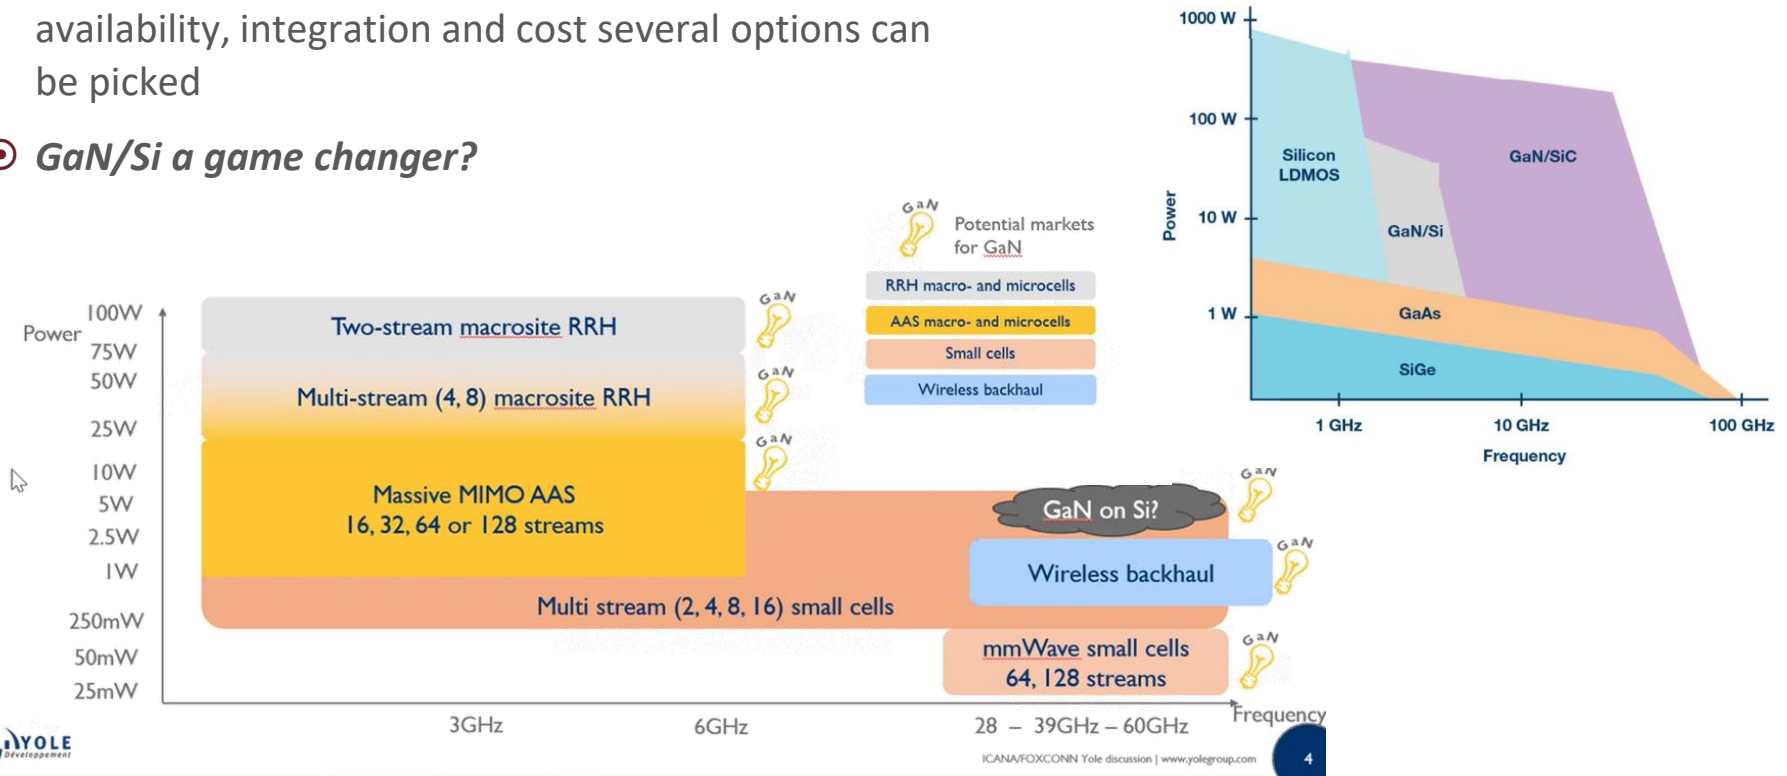 availability, integration and cost several options can
be picked
GaN/Si a game changer?
1000 W
100 W
10 W
1 W
Power
Silicon
LDMOS
GaN/SiC
GaN/Si
GaAs
SiGe
1 GHz
10 GHz
100 GHz
Frequency
GaN
Potential markets
for GaN
RRH macro- and microcells
AAS macro- and microcells
Small cells
Wireless backhaul
Power
100W
75W
50W
25W
10W
5W
2.5W
1W
250mW
50mW
25mW
Two-stream macrosite RRH
GaN
Multi-stream (4, 8) macrosite RRH
GaN
Massive MIMO AAS
16, 32, 64 or 128 streams
GaN
GaN on Si?
GaN
Wireless backhaul
GaN
Multi stream (2, 4, 8, 16) small cells
mmWave small cells
64, 128 streams
GaN
3GHz
6GHz
28 – 39GHz – 60GHz
Frequency
YOLE
Développement
ICANA/FOXCONN Yole discussion | www.yolegroup.com
4